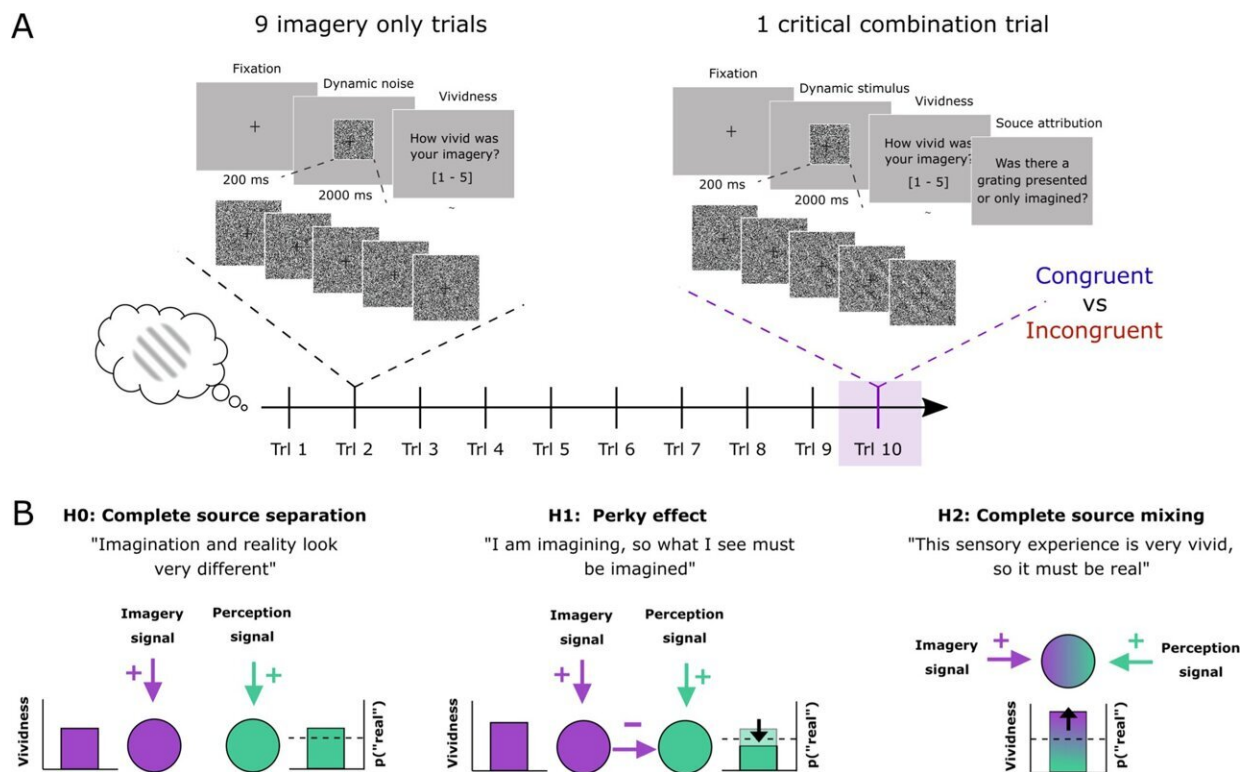 A
9 imagery only trials
Fixation
Dynamic noise
Vividness
How vivid was
your imagery?
[1 - 5]
200 ms
2000 ms
~
1 critical combination trial
Fixation
Dynamic stimulus
Vividness
Souce attribution
How vivid was
your imagery?
[1 - 5]
Was there a
grating presented
or only imagined?
200 ms
2000 ms
~
Congruent
vs
Incongruent
Trl 1
Trl 2
Trl 3
Trl 4
Trl 5
Trl 6
Trl 7
Trl 8
Trl 9
Trl 10
B
H0: Complete source separation
"Imagination and reality look
very different"
Imagery
signal
Perception
signal
+
+
Vividness
p("real")
H1: Perky effect
"I am imagining, so what I see must
be imagined"
Imagery
signal
Perception
signal
+
+
−
Vividness
p("real")
H2: Complete source mixing
"This sensory experience is very vivid,
so it must be real"
Imagery
signal
+
+
Perception
signal
Vividness
p("real")